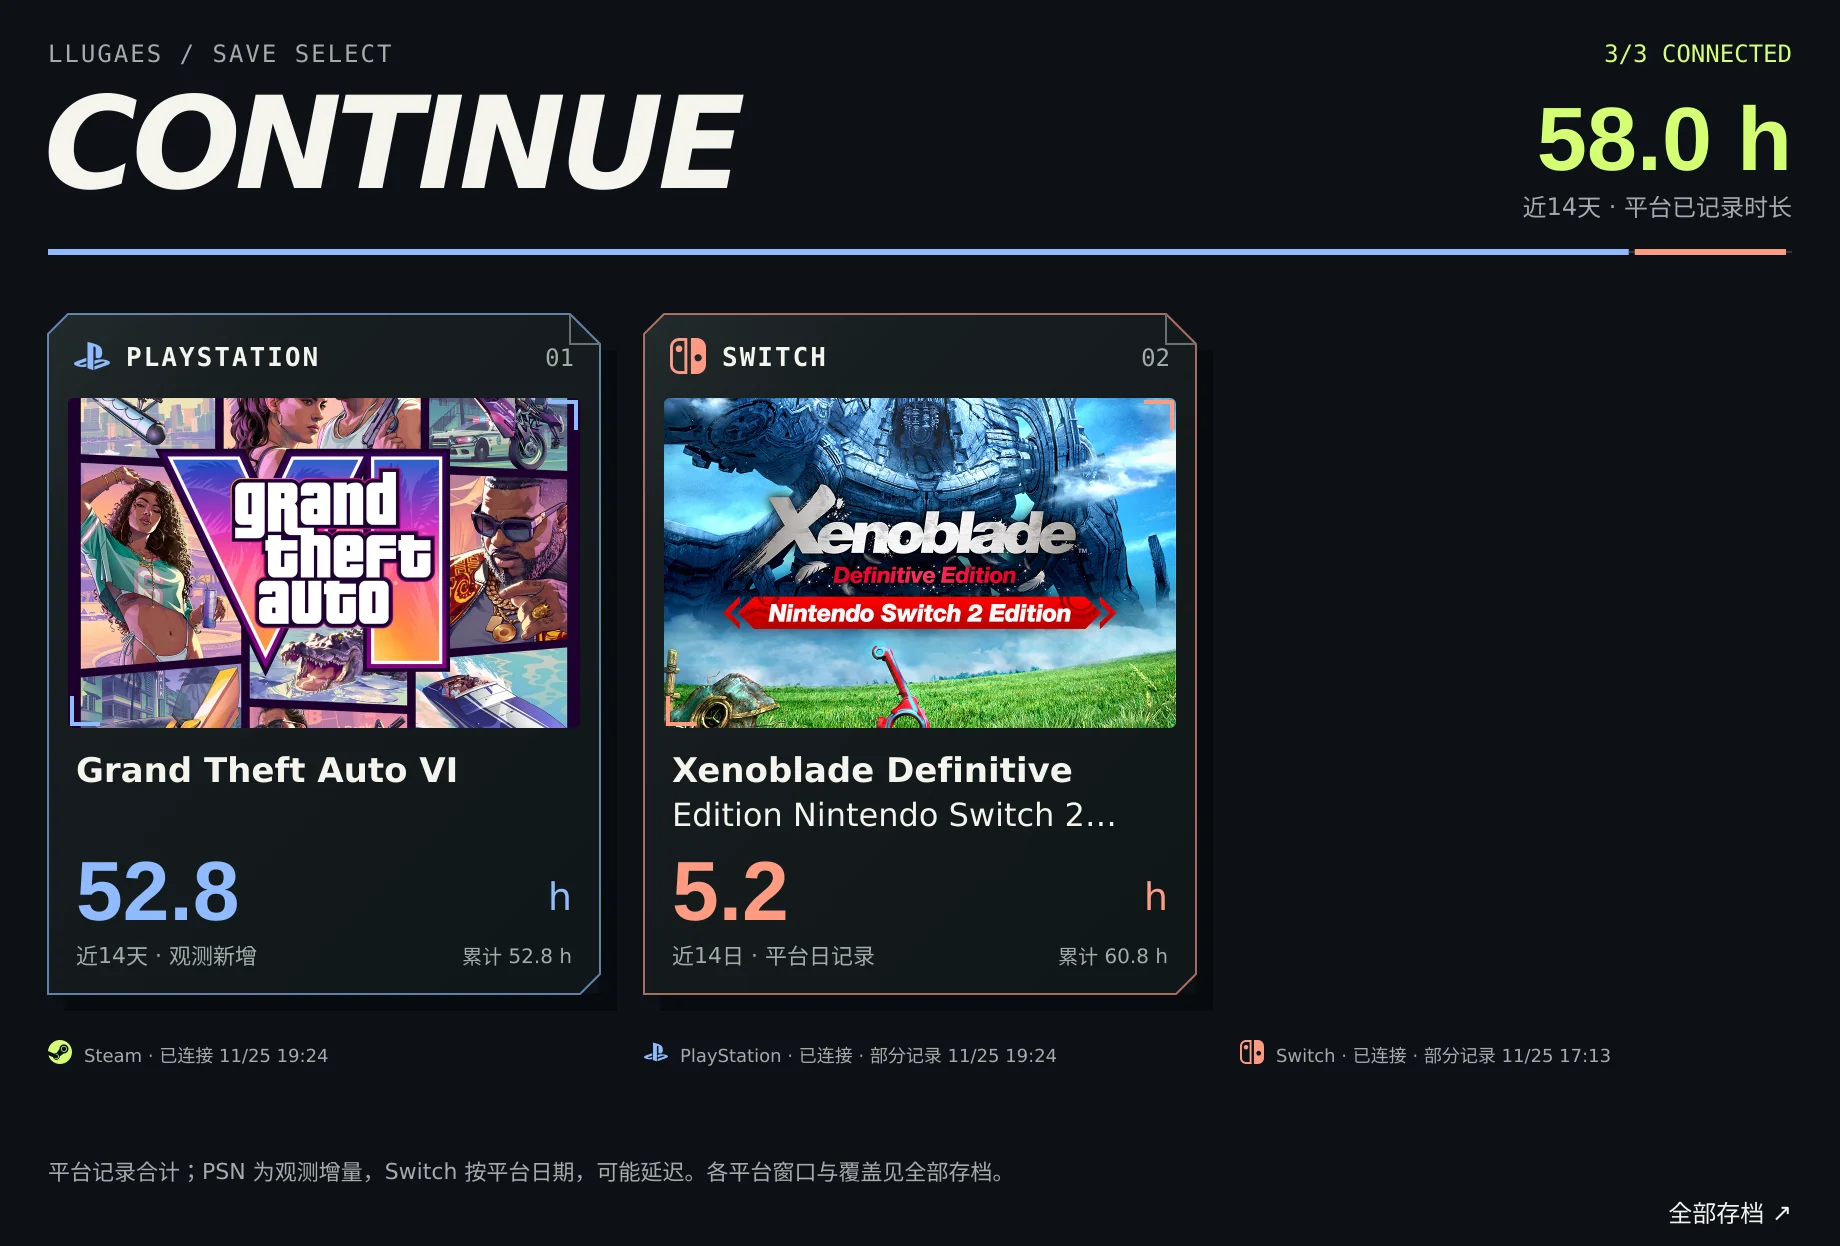 LLUGAES / SAVE SELECT
3/3 CONNECTED
CONTINUE
58.0 h
近14天 · 平台已记录时长
PLAYSTATION
01
grand
theft
auto
VI
Grand Theft Auto VI
52.8
h
近14天 · 观测新增
累计 52.8 h
SWITCH
02
Xenoblade™
Definitive Edition
Nintendo Switch 2 Edition
Xenoblade Definitive
Edition Nintendo Switch 2…
5.2
h
近14日 · 平台日记录
累计 60.8 h
Steam · 已连接 11/25 19:24
PlayStation · 已连接 · 部分记录 11/25 19:24
Switch · 已连接 · 部分记录 11/25 17:13
平台记录合计；PSN 为观测增量，Switch 按平台日期，可能延迟。各平台窗口与覆盖见全部存档。
全部存档 ↗